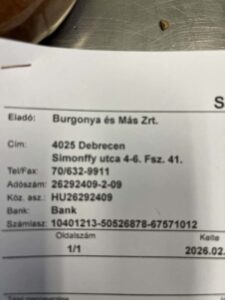 S
Eladó: Burgonya és Más Zrt.
Cím: 4025 Debrecen
Simonffy utca 4-6. Fsz. 41.
Tel/Fax: 70/632-9911
Adószám: 26292409-2-09
Köz. asz.: HU26292409
Bank: Bank
Számlasz: 10401213-50526878-67571012
Oldalszám Kelte
1/1 2026.02.